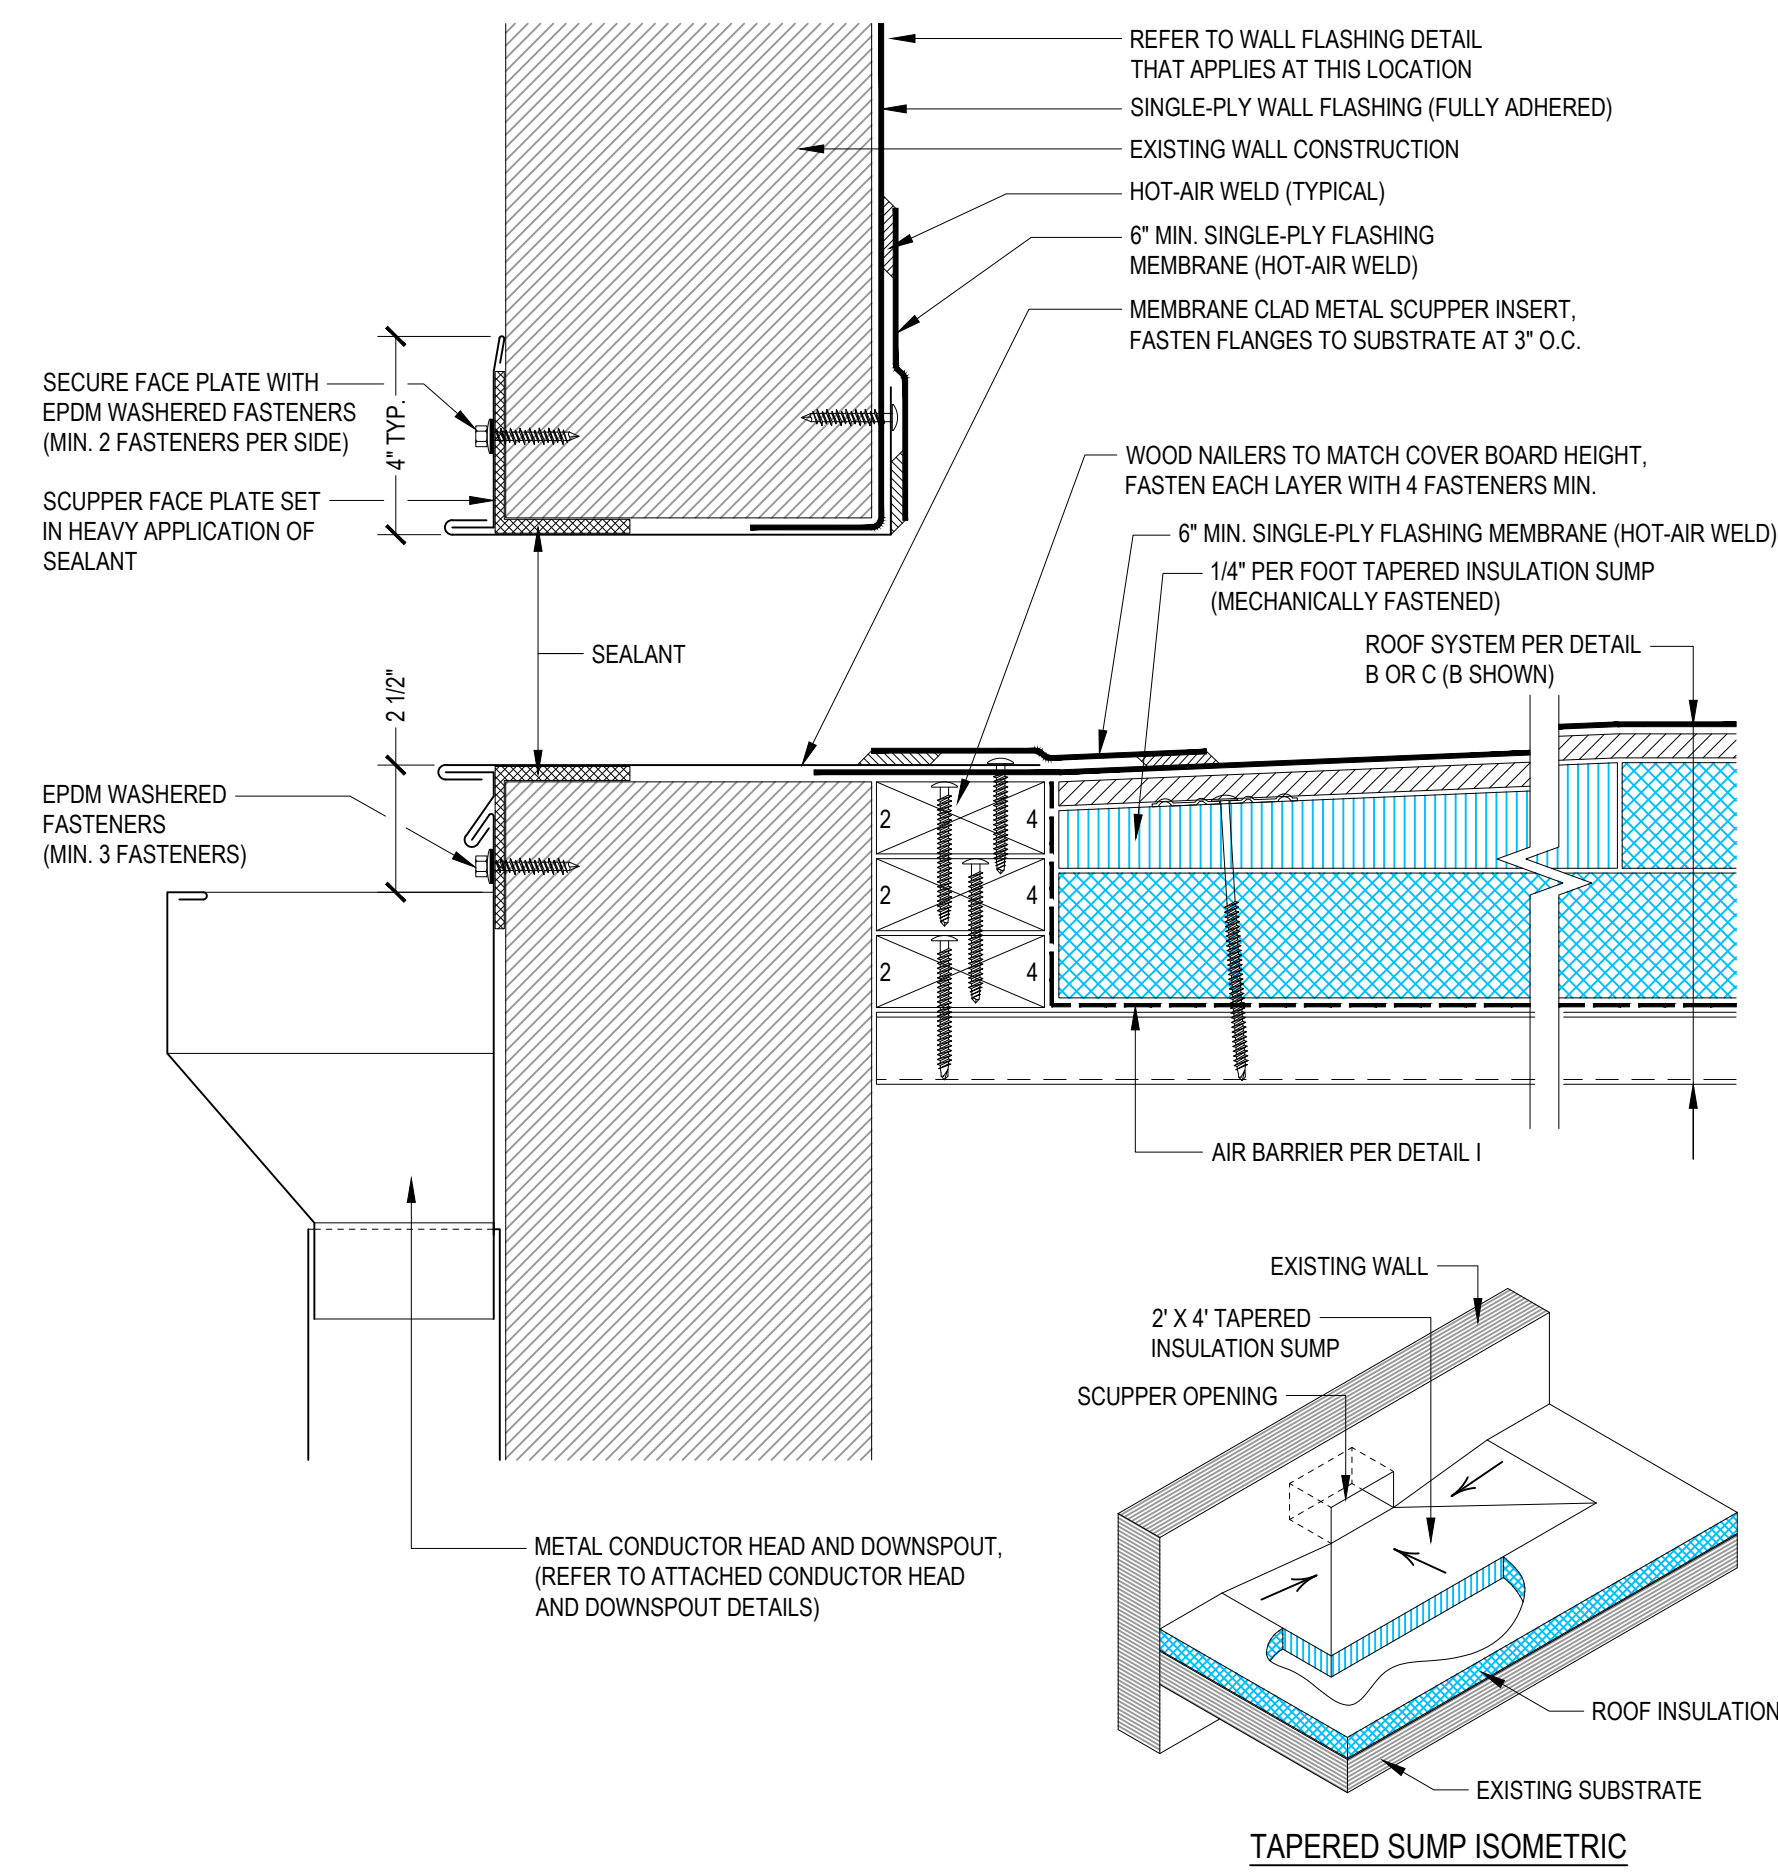 REFER TO WALL FLASHING DETAIL
THAT APPLIES AT THIS LOCATION
SINGLE-PLY WALL FLASHING (FULLY ADHERED)
EXISTING WALL CONSTRUCTION
HOT-AIR WELD (TYPICAL)
6" MIN. SINGLE-PLY FLASHING
MEMBRANE (HOT-AIR WELD)
MEMBRANE CLAD METAL SCUPPER INSERT,
FASTEN FLANGES TO SUBSTRATE AT 3" O.C.
SECURE FACE PLATE WITH
EPDM WASHERED FASTENERS
(MIN. 2 FASTENERS PER SIDE)
4" TYP.
SCUPPER FACE PLATE SET
IN HEAVY APPLICATION OF
SEALANT
WOOD NAILERS TO MATCH COVER BOARD HEIGHT,
FASTEN EACH LAYER WITH 4 FASTENERS MIN.
6" MIN. SINGLE-PLY FLASHING MEMBRANE (HOT-AIR WELD)
1/4" PER FOOT TAPERED INSULATION SUMP
(MECHANICALLY FASTENED)
SEALANT
ROOF SYSTEM PER DETAIL
B OR C (B SHOWN)
2 1/2"
EPDM WASHERED
FASTENERS
(MIN. 3 FASTENERS)
2 4
2 4
2 4
AIR BARRIER PER DETAIL I
METAL CONDUCTOR HEAD AND DOWNSPOUT,
(REFER TO ATTACHED CONDUCTOR HEAD
AND DOWNSPOUT DETAILS)
EXISTING WALL
2' X 4' TAPERED
INSULATION SUMP
SCUPPER OPENING
ROOF INSULATION
EXISTING SUBSTRATE
TAPERED SUMP ISOMETRIC